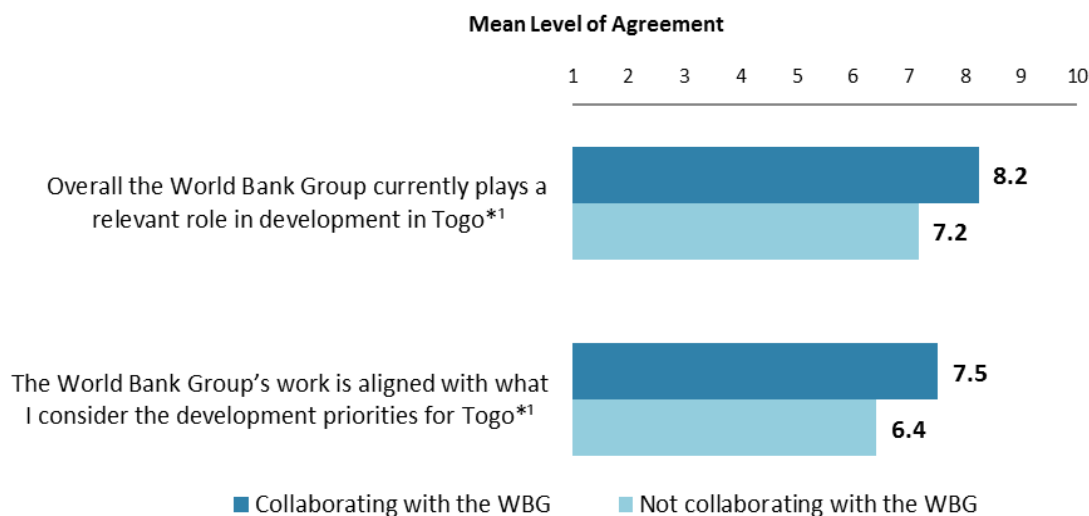 Mean Level of Agreement
1 2 3 4 5 6 7 8 9 10
Overall the World Bank Group currently plays a
relevant role in development in Togo*¹
8.2
7.2
The World Bank Group’s work is aligned with what
I consider the development priorities for Togo*¹
7.5
6.4
Collaborating with the WBG Not collaborating with the WBG